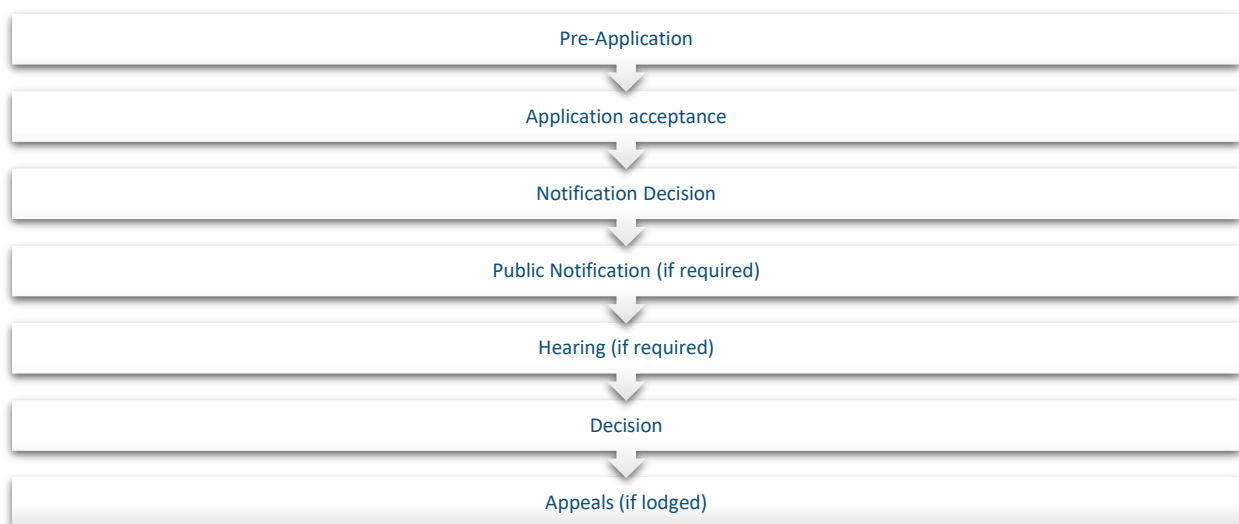 Pre-Application
Application acceptance
Notification Decision
Public Notification (if required)
Hearing (if required)
Decision
Appeals (if lodged)